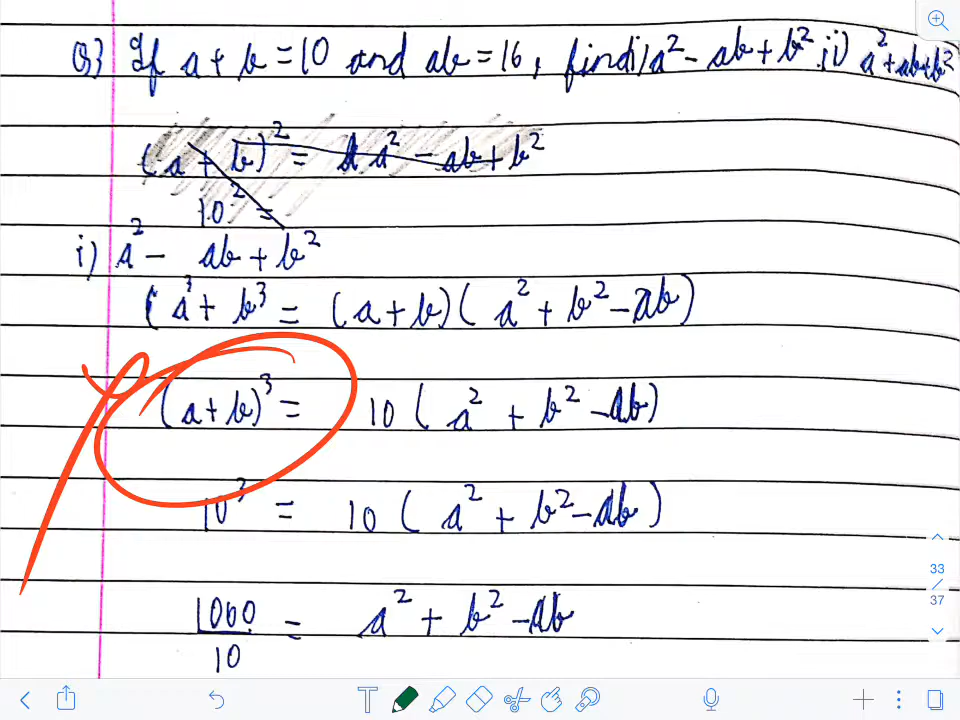 Q3) If a + b = 10 and ab = 16, find i) a² - ab + b² ii) a² + ab + b²
(a + b)² = a² - ab + b²
10² =
i) a² - ab + b²
(a³ + b³ = (a + b) (a² + b² - ab)
(a + b)³ = 10 (a² + b² - ab)
10³ = 10 (a² + b² - ab)
1000/10 = a² + b² - ab
33
/
37
T